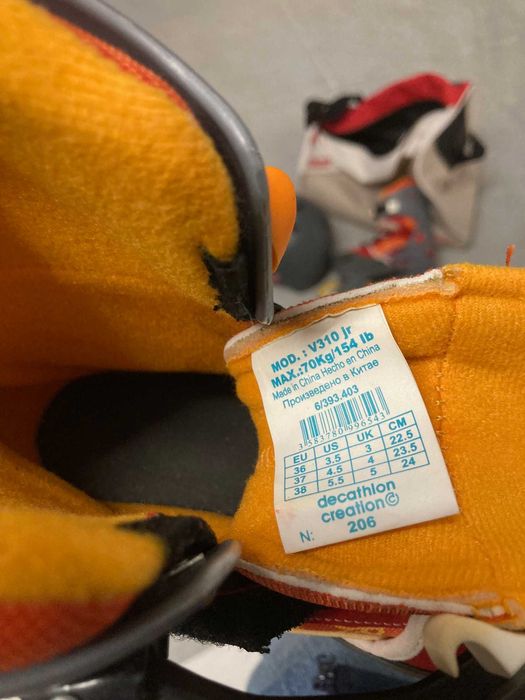 MOD. : V310 jr
MAX.:70Kg/154 lb
Made in China Hecho en China
Произведено в Китае
6/393.403
3583780996543
EU US UK CM
36 3.5 3 22.5
37 4.5 4 23.5
38 5.5 5 24
decathlon
creation©
N: 206